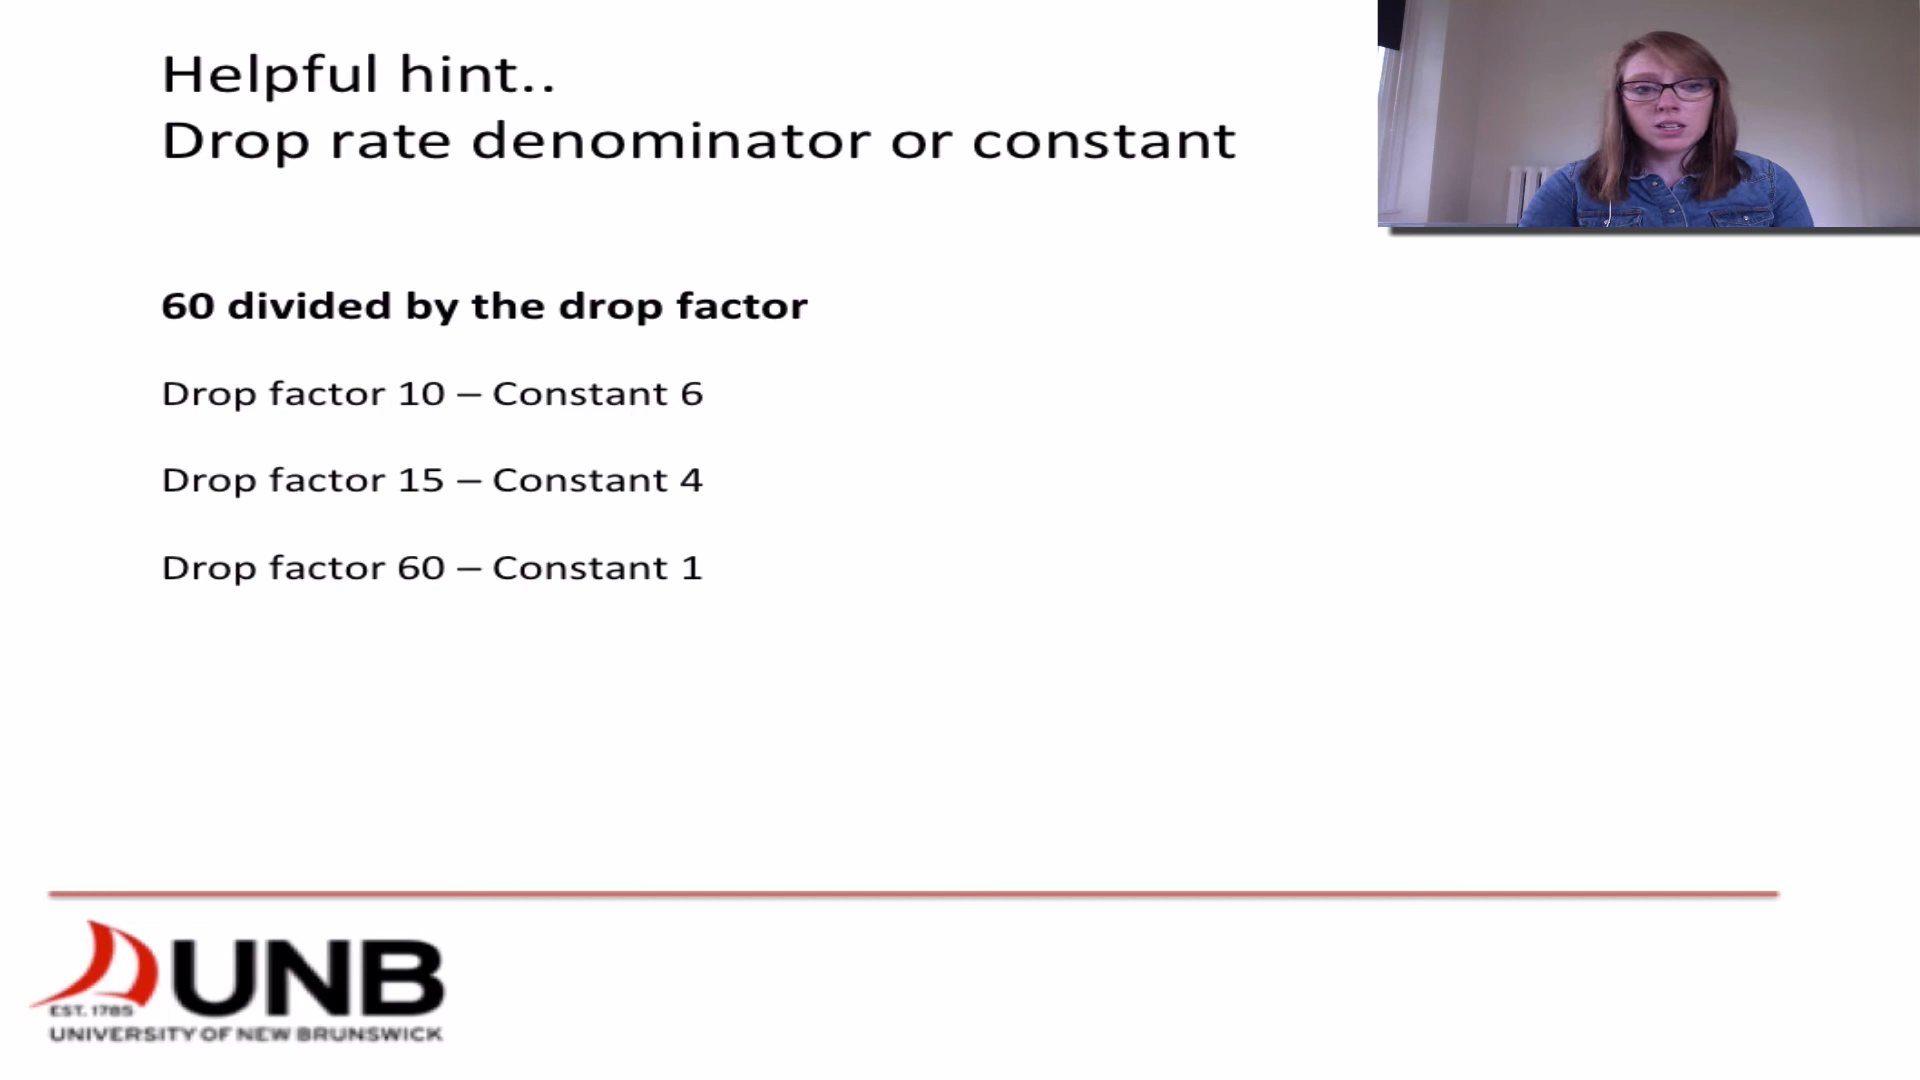 Helpful hint..
Drop rate denominator or constant
60 divided by the drop factor
Drop factor 10 – Constant 6
Drop factor 15 – Constant 4
Drop factor 60 – Constant 1
UNB
EST. 1785
UNIVERSITY OF NEW BRUNSWICK